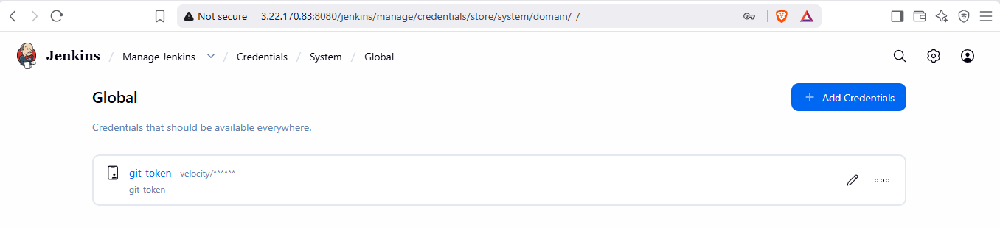 Not secure 3.22.170.83:8080/jenkins/manage/credentials/store/system/domain/_/
Jenkins / Manage Jenkins / Credentials / System / Global
Global
+ Add Credentials
Credentials that should be available everywhere.
git-token velocity/******
git-token